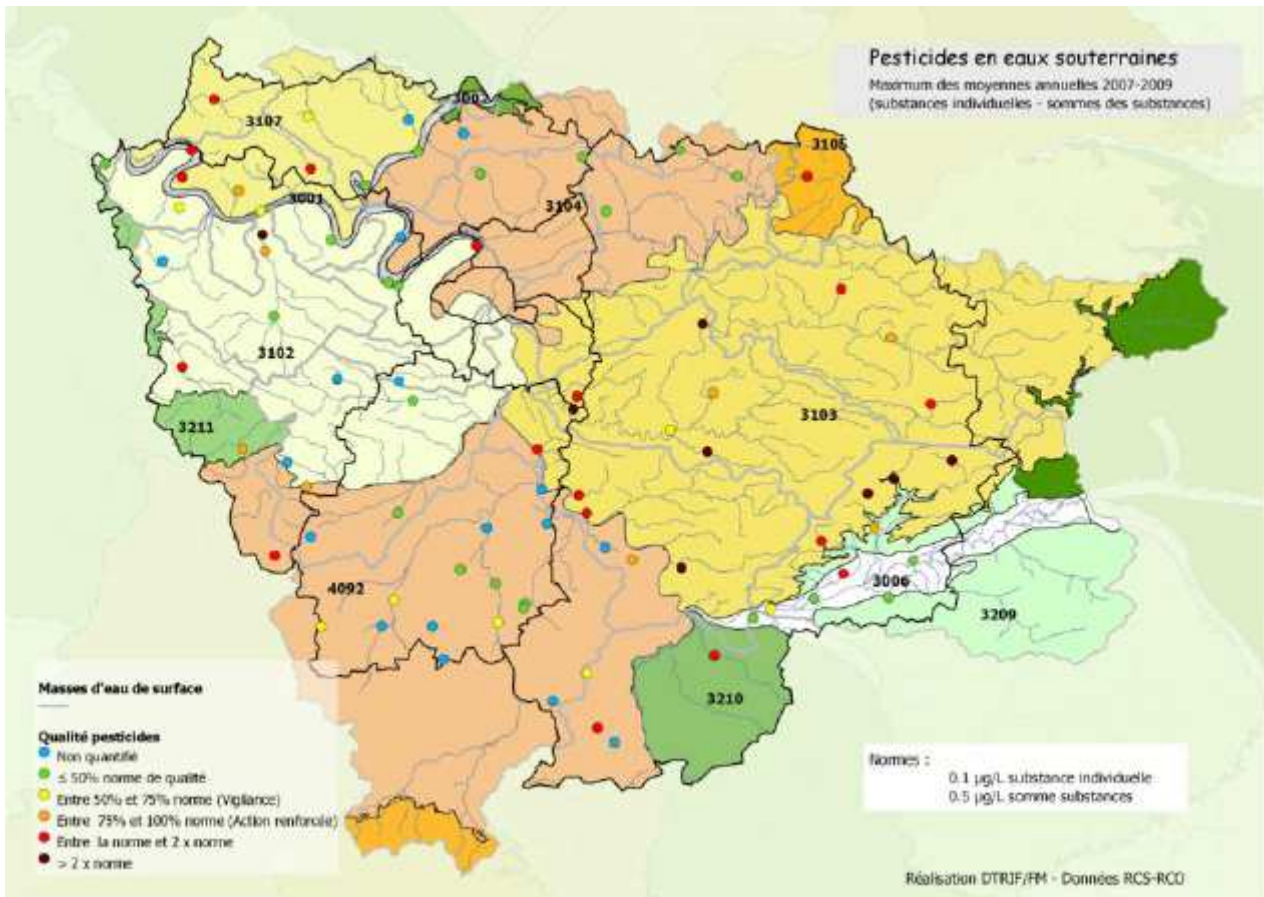 Pesticides en eaux souterraines
Maximum des moyennes annuelles 2007-2009
(substances individuelles - sommes des substances)
3002
3107
3105
3001
3104
3102
3103
3211
4092
3006
3209
3210
Masses d'eau de surface
Qualité pesticides
Non quantifié
≤ 50% norme de qualité
Entre 50% et 75% norme (Vigilance)
Entre 75% et 100% norme (Action renforcée)
Entre la norme et 2 x norme
> 2 x norme
Normes :
0.1 µg/L substance individuelle
0.5 µg/L somme substances
Réalisation DTRIF/FM - Données RCS-RCO